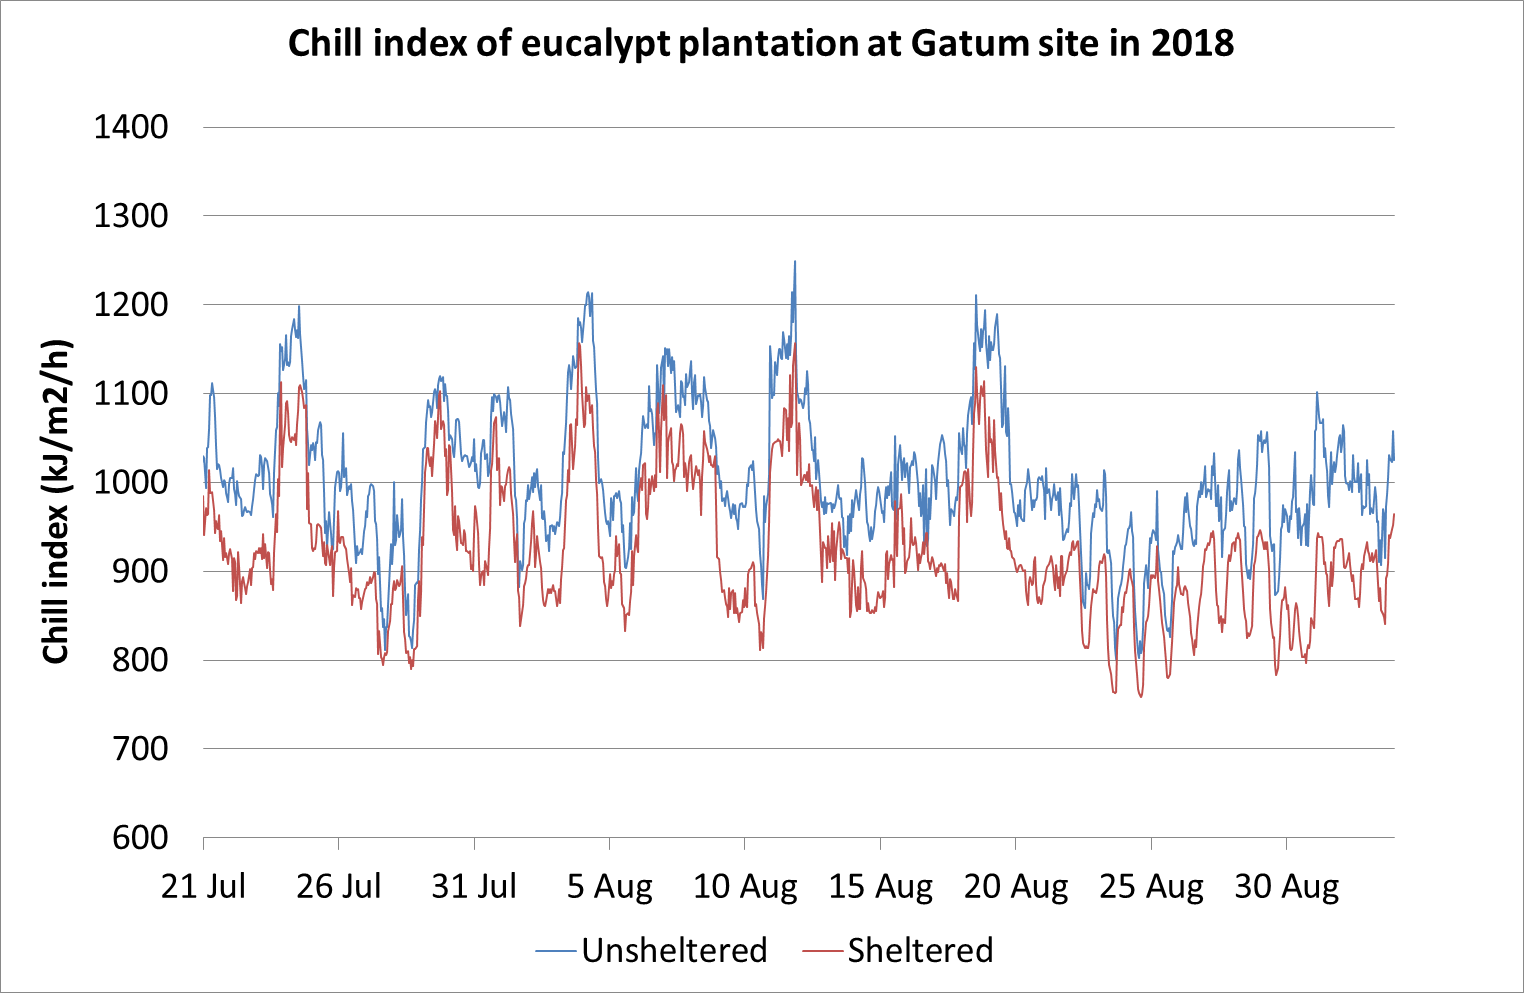 Chill index of eucalypt plantation at Gatum site in 2018
Chill index (kJ/m2/h)
1400
1300
1200
1100
1000
900
800
700
600
21 Jul 26 Jul 31 Jul 5 Aug 10 Aug 15 Aug 20 Aug 25 Aug 30 Aug
Unsheltered Sheltered